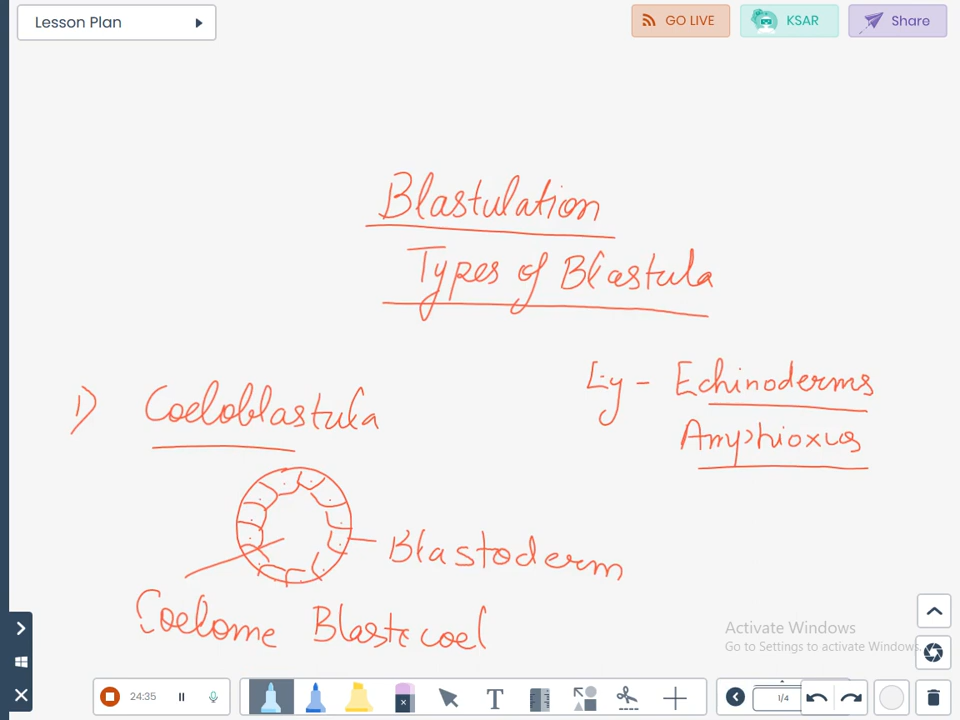 Lesson Plan
GO LIVE
KSAR
Share
Blastulation
Types of Blastula
Eg - Echinoderms
Amphioxus
1) Coeloblastula
Blastoderm
Coelome Blastocoel
Activate Windows
Go to Settings to activate Windows.
24:35
T
1/4